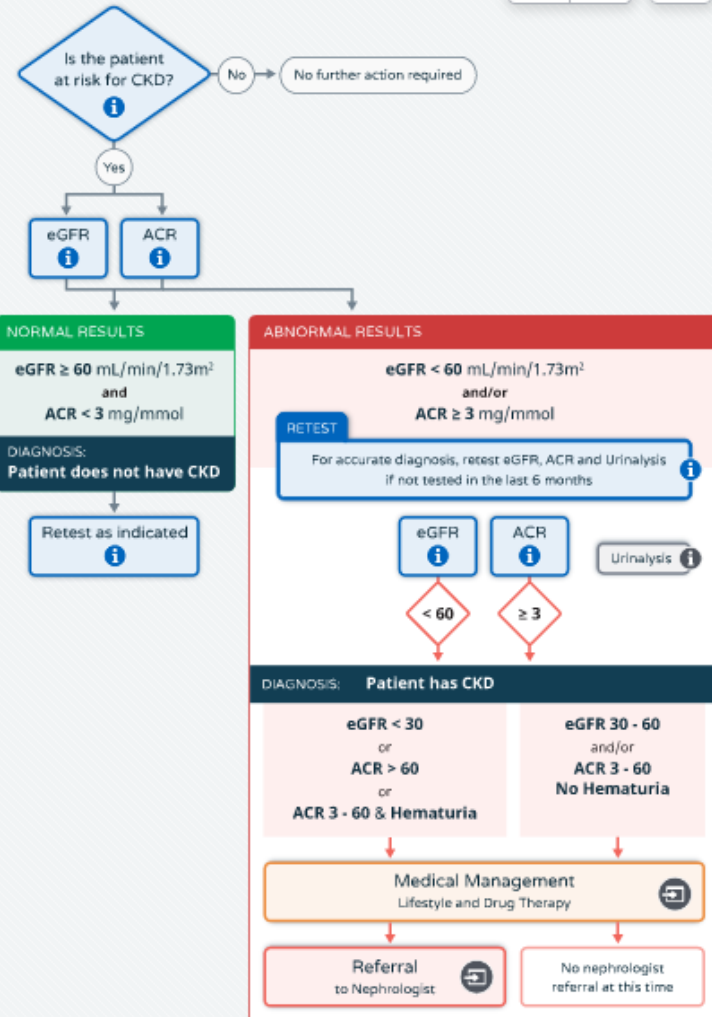 Is the patient
at risk for CKD?
No
No further action required
Yes
eGFR
ACR
NORMAL RESULTS
eGFR ≥ 60 mL/min/1.73m²
and
ACR < 3 mg/mmol
DIAGNOSIS:
Patient does not have CKD
Retest as indicated
ABNORMAL RESULTS
eGFR < 60 mL/min/1.73m²
and/or
ACR ≥ 3 mg/mmol
RETEST
For accurate diagnosis, retest eGFR, ACR and Urinalysis
if not tested in the last 6 months
eGFR
ACR
Urinalysis
< 60
≥ 3
DIAGNOSIS: Patient has CKD
eGFR < 30
or
ACR > 60
or
ACR 3 - 60 & Hematuria
eGFR 30 - 60
and/or
ACR 3 - 60
No Hematuria
Medical Management
Lifestyle and Drug Therapy
Referral
to Nephrologist
No nephrologist
referral at this time